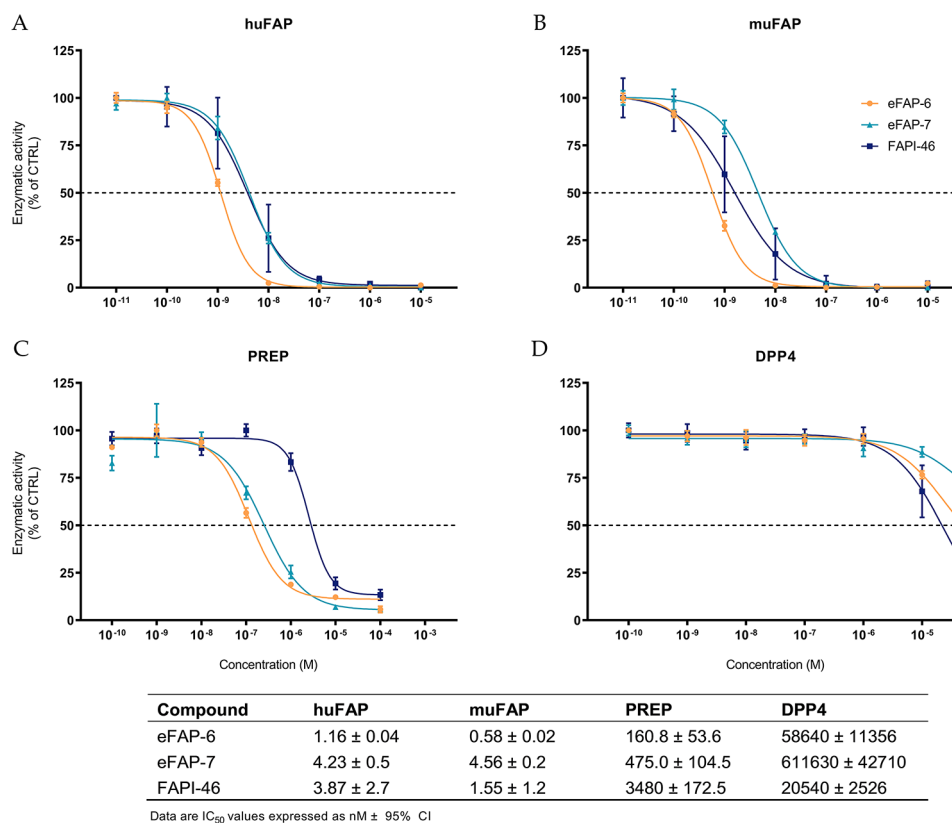 A
huFAP
125
100
75
50
25
0
Enzymatic activity
(% of CTRL)
10-11 10-10 10-9 10-8 10-7 10-6 10-5
B
muFAP
125
100
75
50
25
0
Enzymatic activity
(% of CTRL)
10-11 10-10 10-9 10-8 10-7 10-6 10-5
eFAP-6
eFAP-7
FAPI-46
C
PREP
125
100
75
50
25
0
Enzymatic activity
(% of CTRL)
10-10 10-9 10-8 10-7 10-6 10-5 10-4 10-3
Concentration (M)
D
DPP4
125
100
75
50
25
0
Enzymatic activity
(% of CTRL)
10-10 10-9 10-8 10-7 10-6 10-5
Concentration (M)
Compound huFAP muFAP PREP DPP4
eFAP-6 1.16 ± 0.04 0.58 ± 0.02 160.8 ± 53.6 58640 ± 11356
eFAP-7 4.23 ± 0.5 4.56 ± 0.2 475.0 ± 104.5 611630 ± 42710
FAPI-46 3.87 ± 2.7 1.55 ± 1.2 3480 ± 172.5 20540 ± 2526
Data are IC50 values expressed as nM ± 95% CI